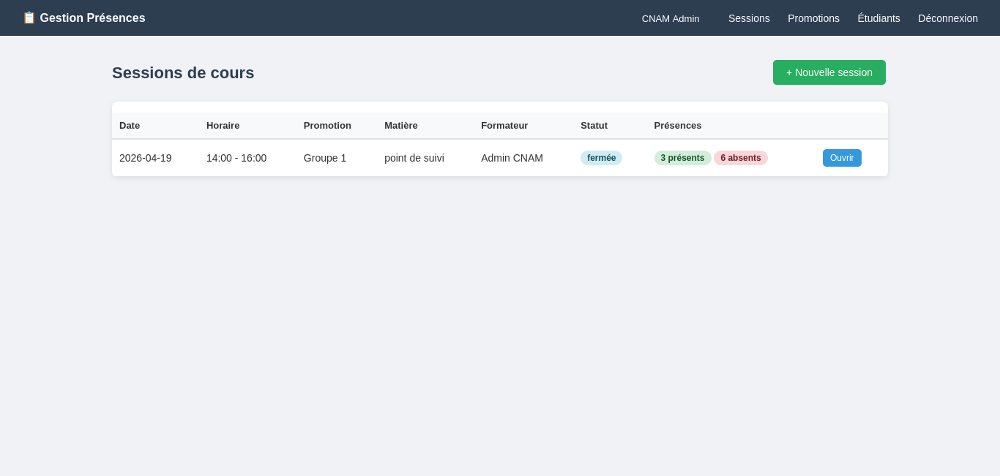 📋 Gestion Présences CNAM Admin Sessions Promotions Étudiants Déconnexion
Sessions de cours + Nouvelle session
Date Horaire Promotion Matière Formateur Statut Présences
2026-04-19 14:00 - 16:00 Groupe 1 point de suivi Admin CNAM fermée 3 présents 6 absents Ouvrir